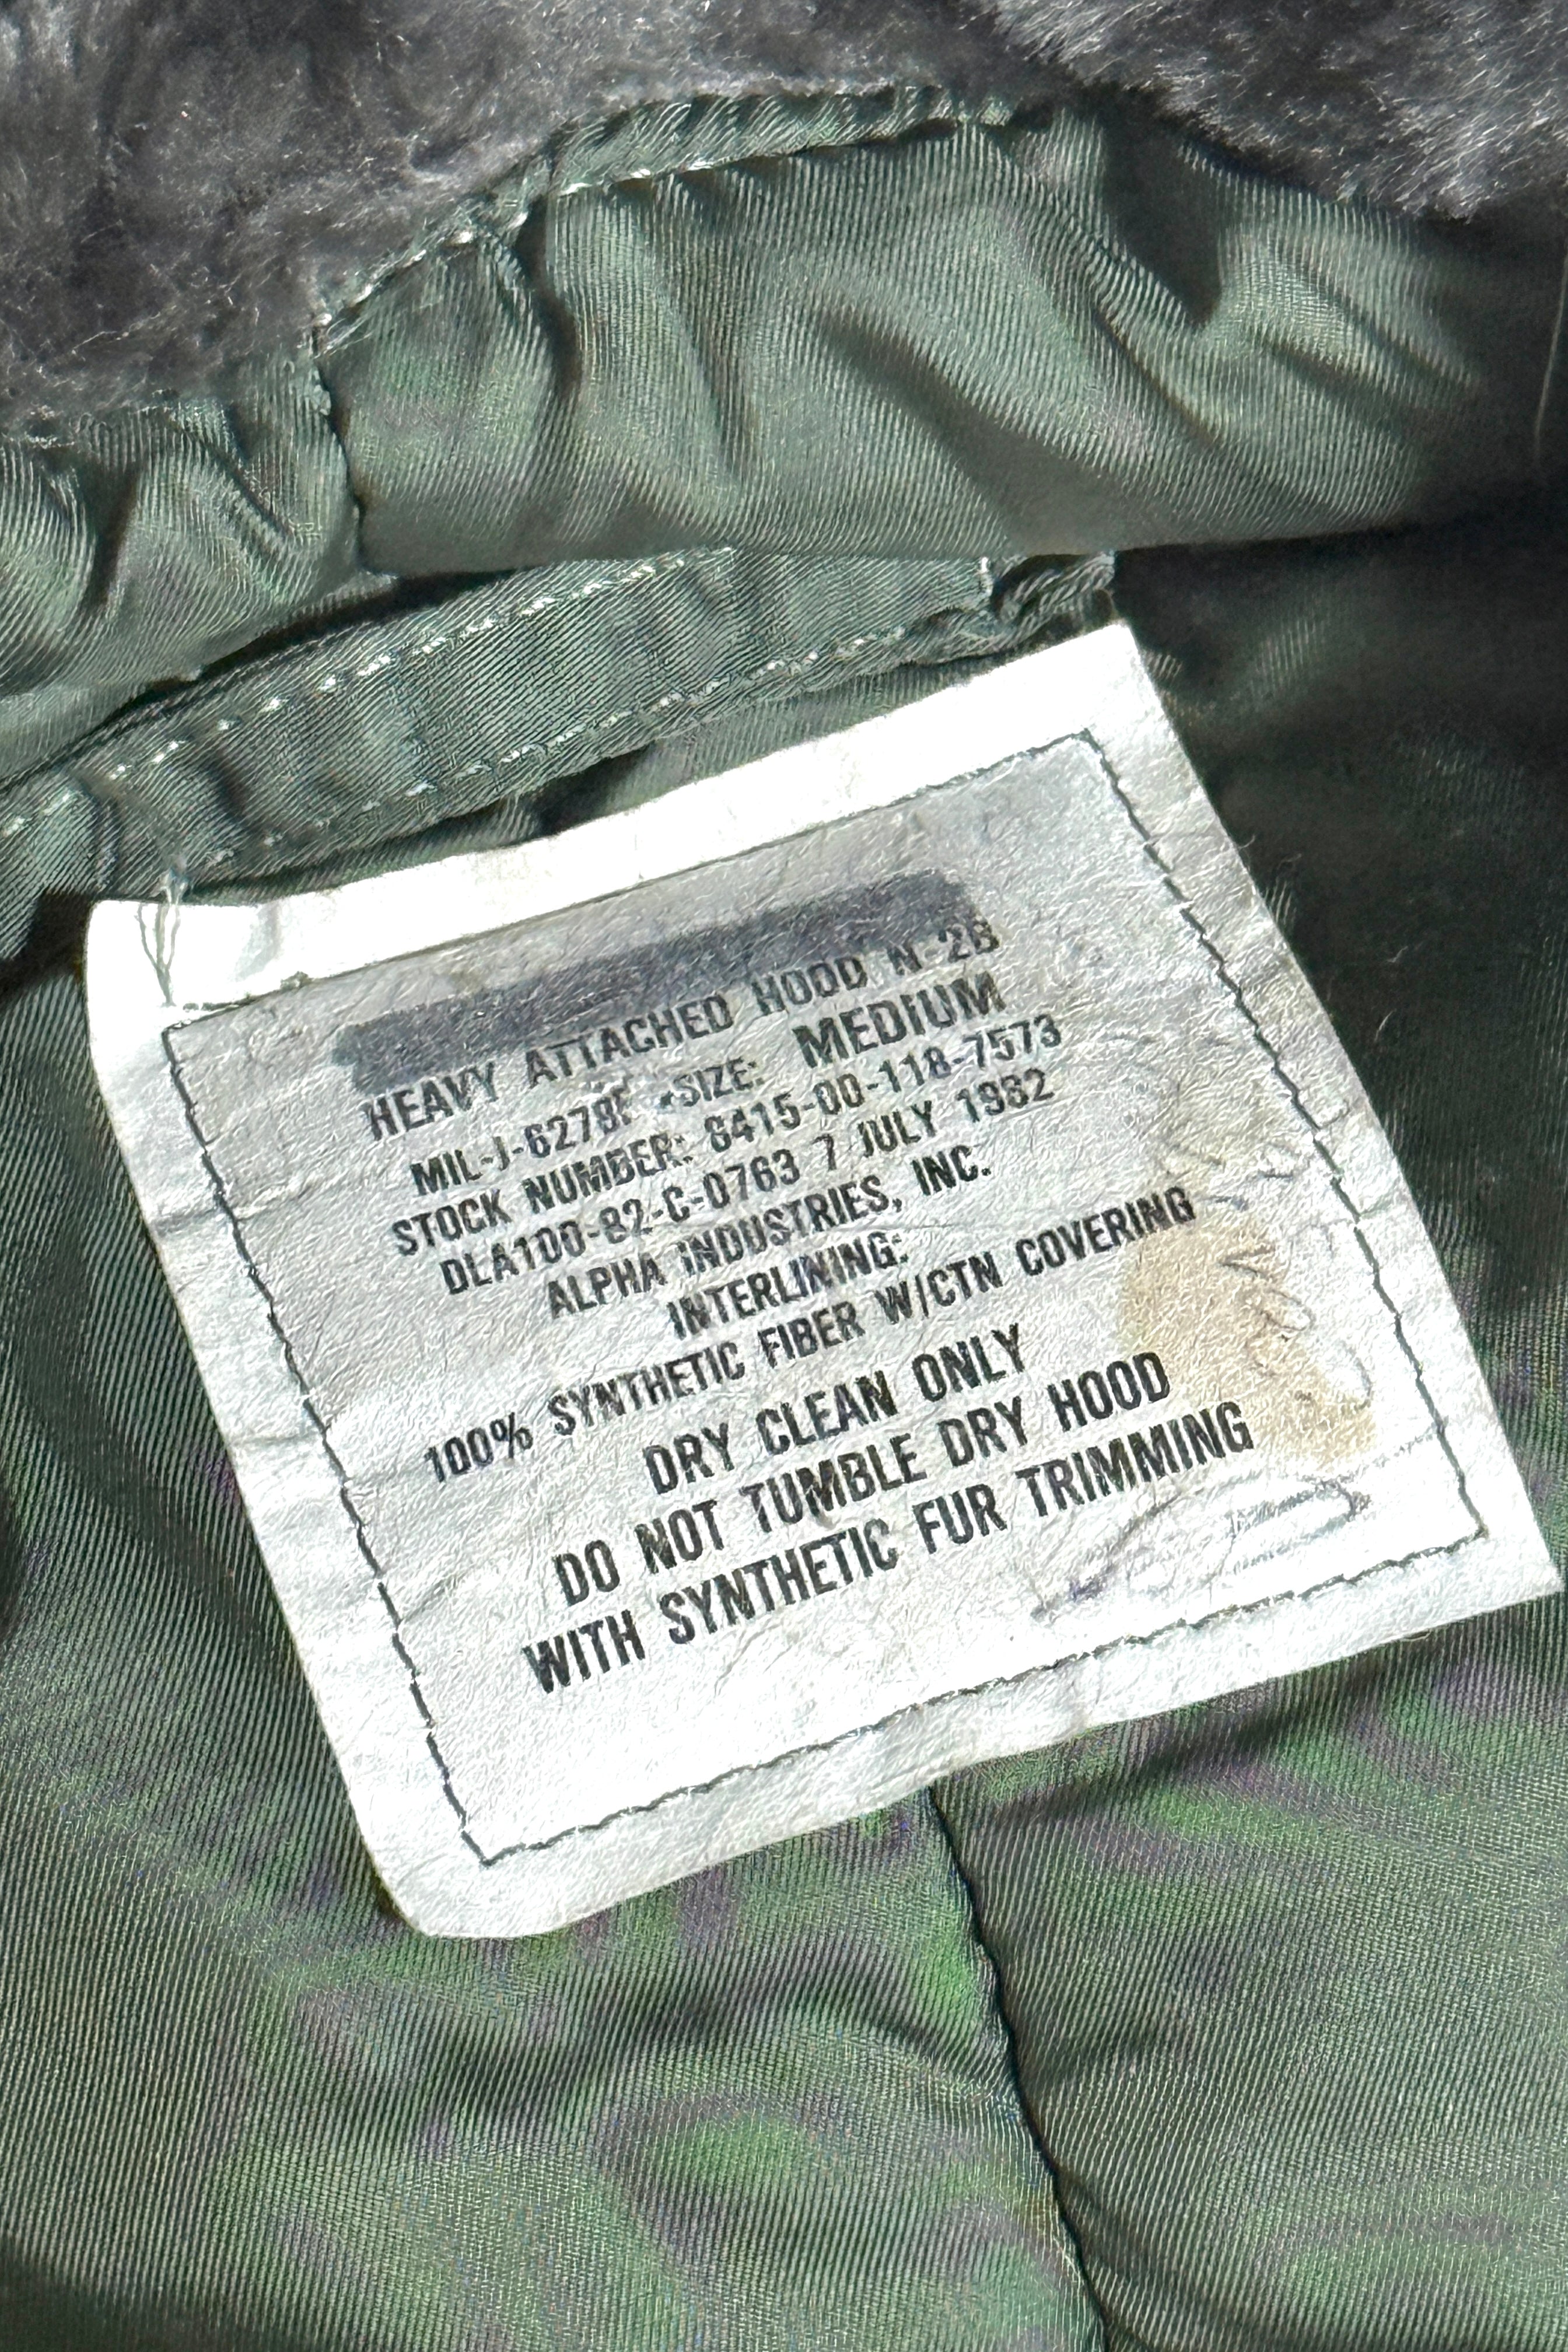 HEAVY ATTACHED HOOD N-2B
MIL-J-6279F SIZE: MEDIUM
STOCK NUMBER: 8415-00-118-7573
DLA100-82-C-0763 7 JULY 1982
ALPHA INDUSTRIES, INC.
INTERLINING:
100% SYNTHETIC FIBER W/CTN COVERING
DRY CLEAN ONLY
DO NOT TUMBLE DRY HOOD
WITH SYNTHETIC FUR TRIMMING